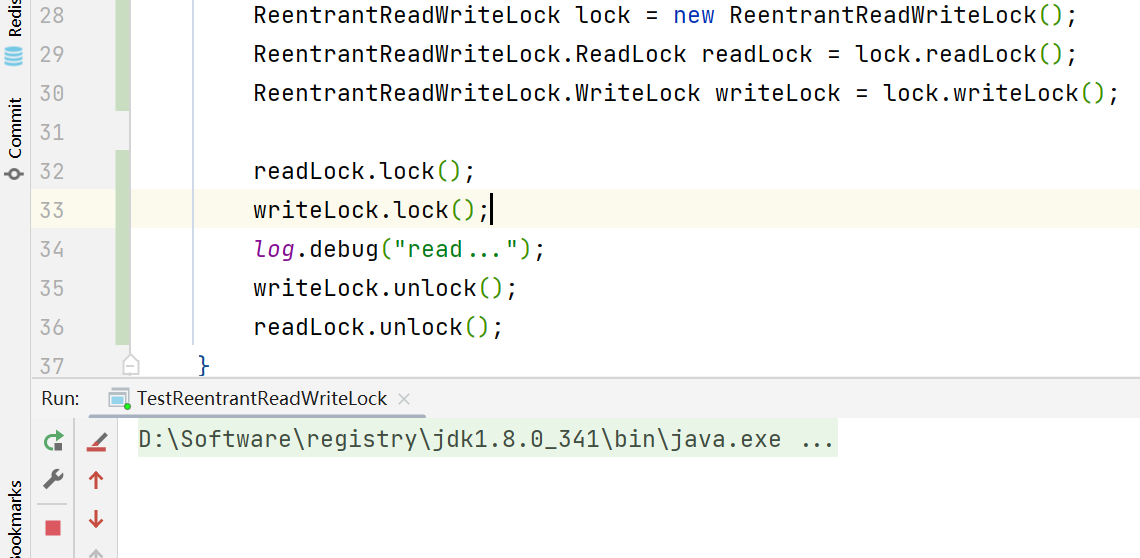 Redis
Commit
Bookmarks
28 ReentrantReadWriteLock lock = new ReentrantReadWriteLock();
29 ReentrantReadWriteLock.ReadLock readLock = lock.readLock();
30 ReentrantReadWriteLock.WriteLock writeLock = lock.writeLock();
31
32 readLock.lock();
33 writeLock.lock();
34 log.debug("read...");
35 writeLock.unlock();
36 readLock.unlock();
37 }
Run: TestReentrantReadWriteLock
D:\Software\registry\jdk1.8.0_341\bin\java.exe ...